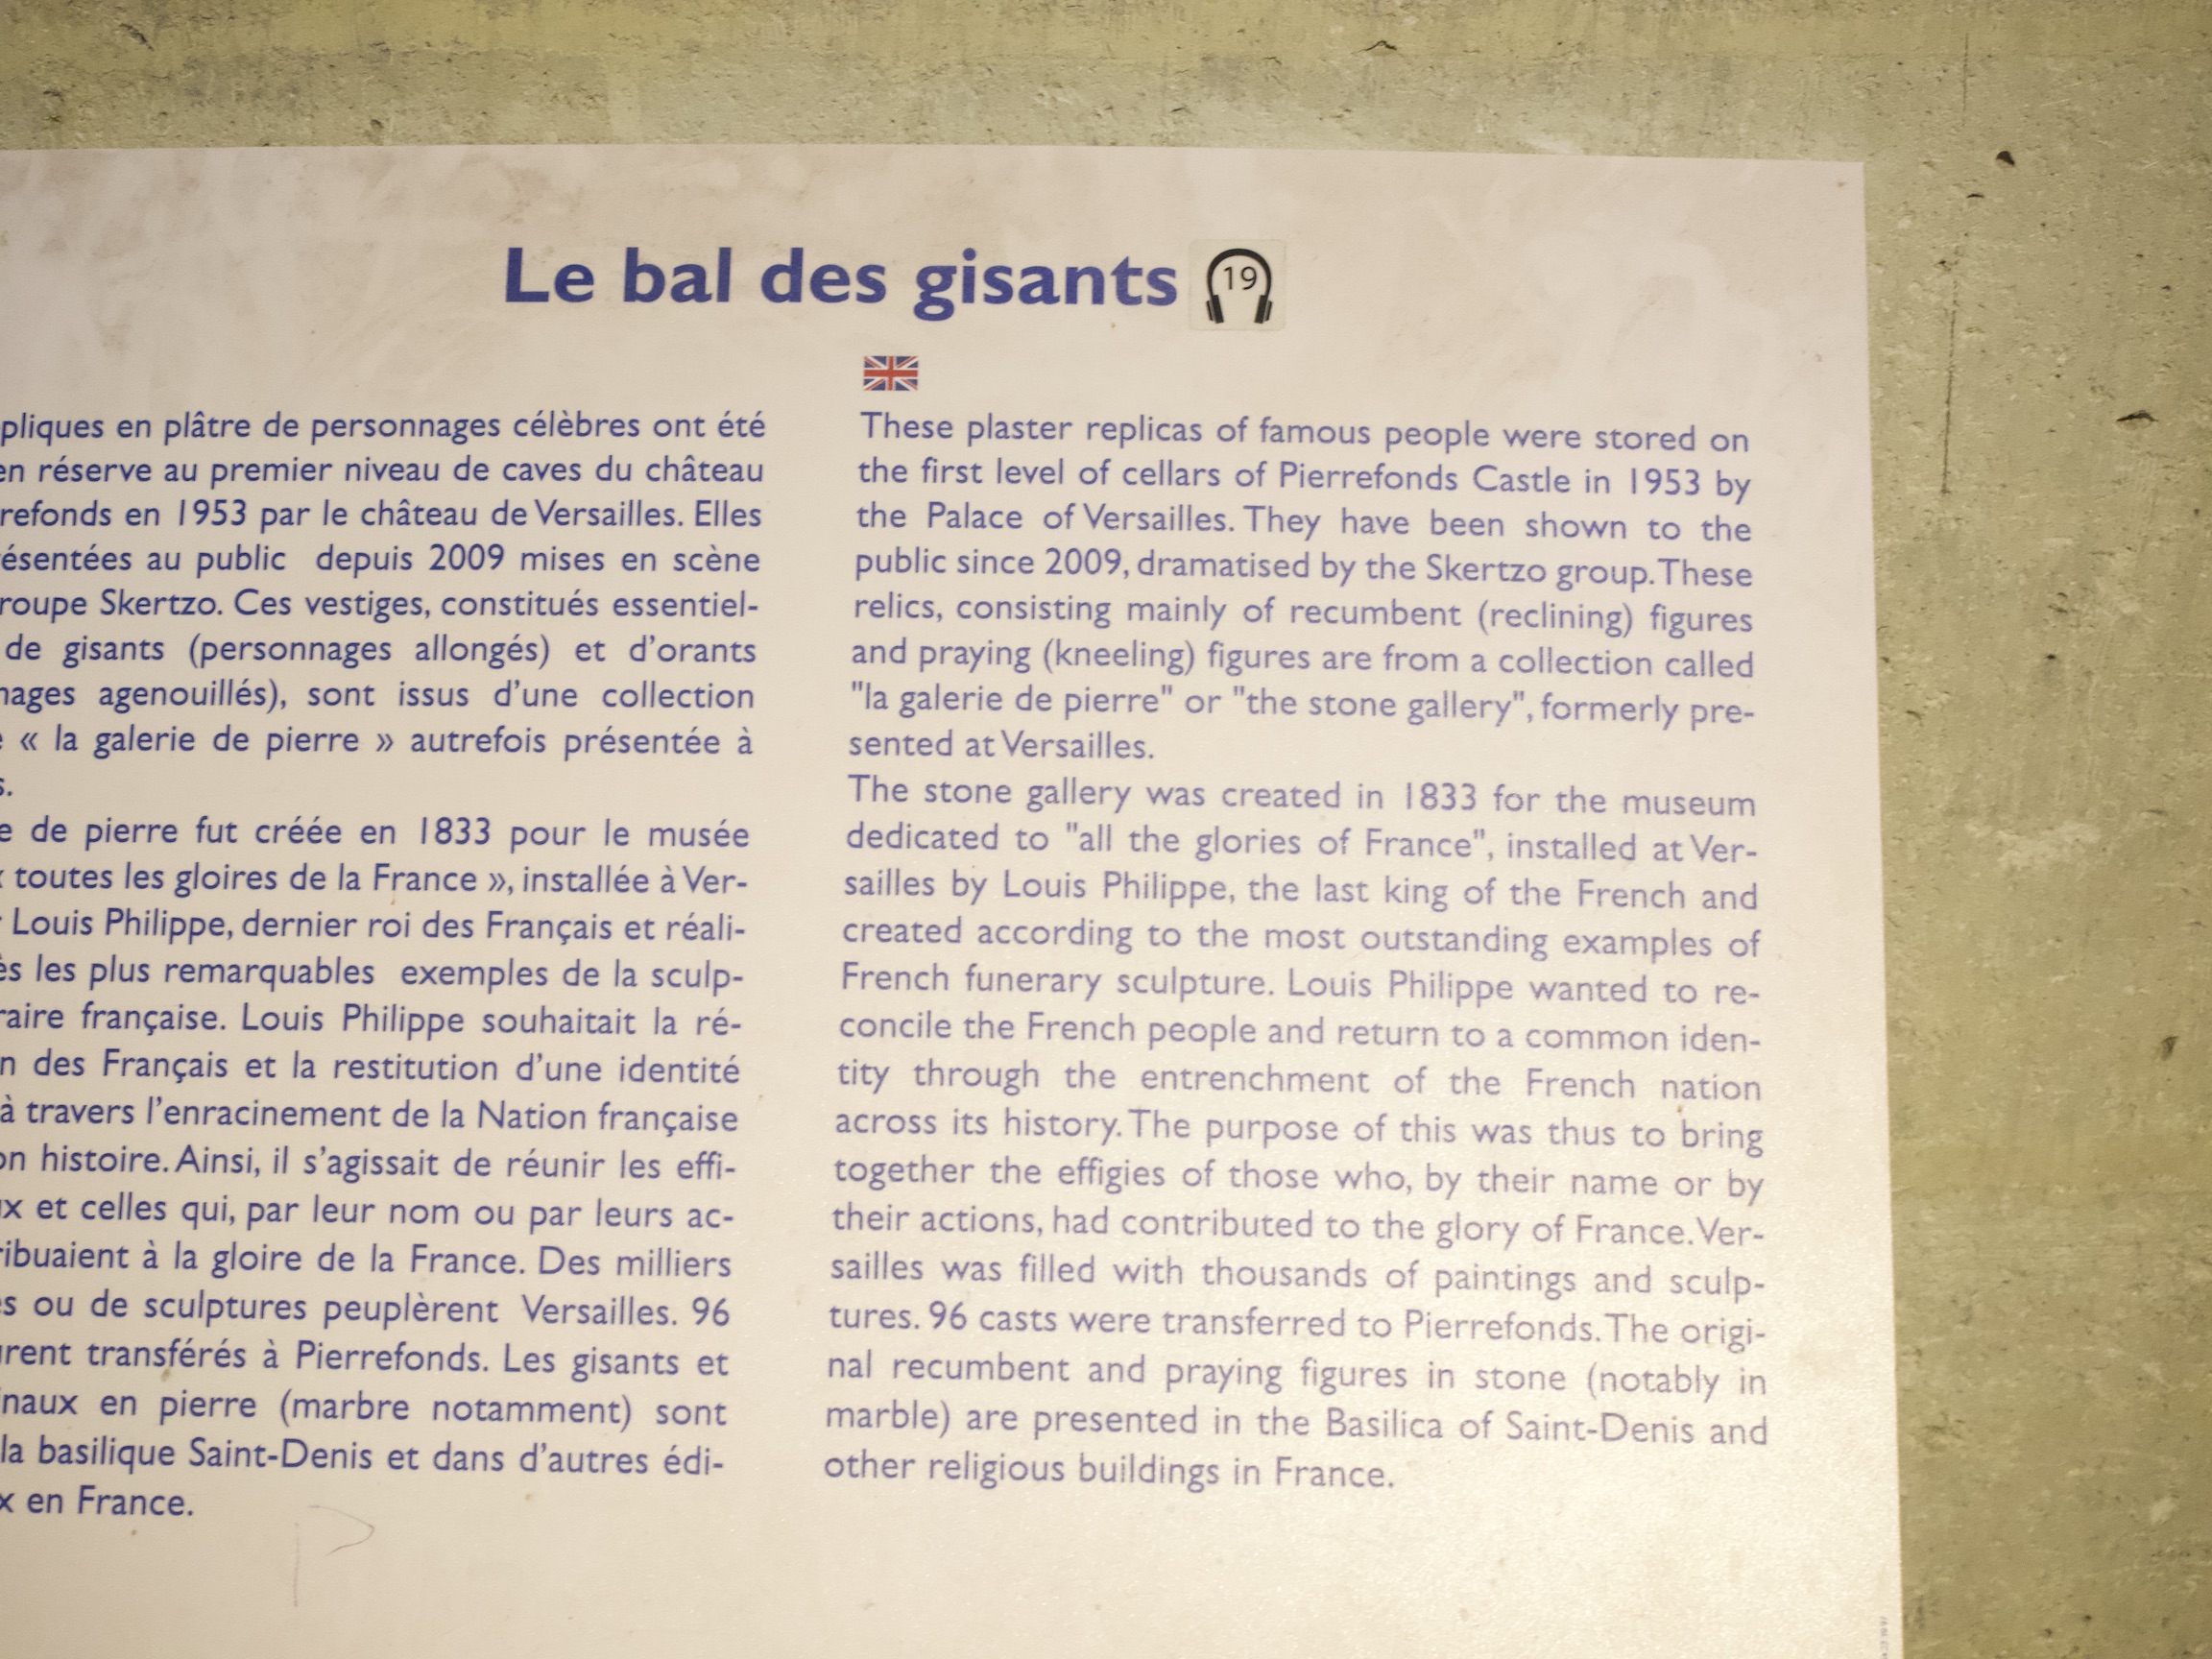 Le bal des gisants
19
pliques en plâtre de personnages célèbres ont été
en réserve au premier niveau de caves du château
refonds en 1953 par le château de Versailles. Elles
ésentées au public depuis 2009 mises en scène
roupe Skertzo. Ces vestiges, constitués essentiel-
de gisants (personnages allongés) et d'orants
nages agenouillés), sont issus d'une collection
« la galerie de pierre » autrefois présentée à
s.
e de pierre fut créée en 1833 pour le musée
toutes les gloires de la France », installée à Ver-
Louis Philippe, dernier roi des Français et réali-
ès les plus remarquables exemples de la sculp-
raire française. Louis Philippe souhaitait la ré-
n des Français et la restitution d'une identité
à travers l'enracinement de la Nation française
on histoire. Ainsi, il s'agissait de réunir les effi-
x et celles qui, par leur nom ou par leurs ac-
ribuaient à la gloire de la France. Des milliers
s ou de sculptures peuplèrent Versailles. 96
urent transférés à Pierrefonds. Les gisants et
inaux en pierre (marbre notamment) sont
la basilique Saint-Denis et dans d'autres édi-
x en France.
These plaster replicas of famous people were stored on
the first level of cellars of Pierrefonds Castle in 1953 by
the Palace of Versailles. They have been shown to the
public since 2009, dramatised by the Skertzo group. These
relics, consisting mainly of recumbent (reclining) figures
and praying (kneeling) figures are from a collection called
"la galerie de pierre" or "the stone gallery", formerly pre-
sented at Versailles.
The stone gallery was created in 1833 for the museum
dedicated to "all the glories of France", installed at Ver-
sailles by Louis Philippe, the last king of the French and
created according to the most outstanding examples of
French funerary sculpture. Louis Philippe wanted to re-
concile the French people and return to a common iden-
tity through the entrenchment of the French nation
across its history. The purpose of this was thus to bring
together the effigies of those who, by their name or by
their actions, had contributed to the glory of France. Ver-
sailles was filled with thousands of paintings and sculp-
tures. 96 casts were transferred to Pierrefonds. The origi-
nal recumbent and praying figures in stone (notably in
marble) are presented in the Basilica of Saint-Denis and
other religious buildings in France.